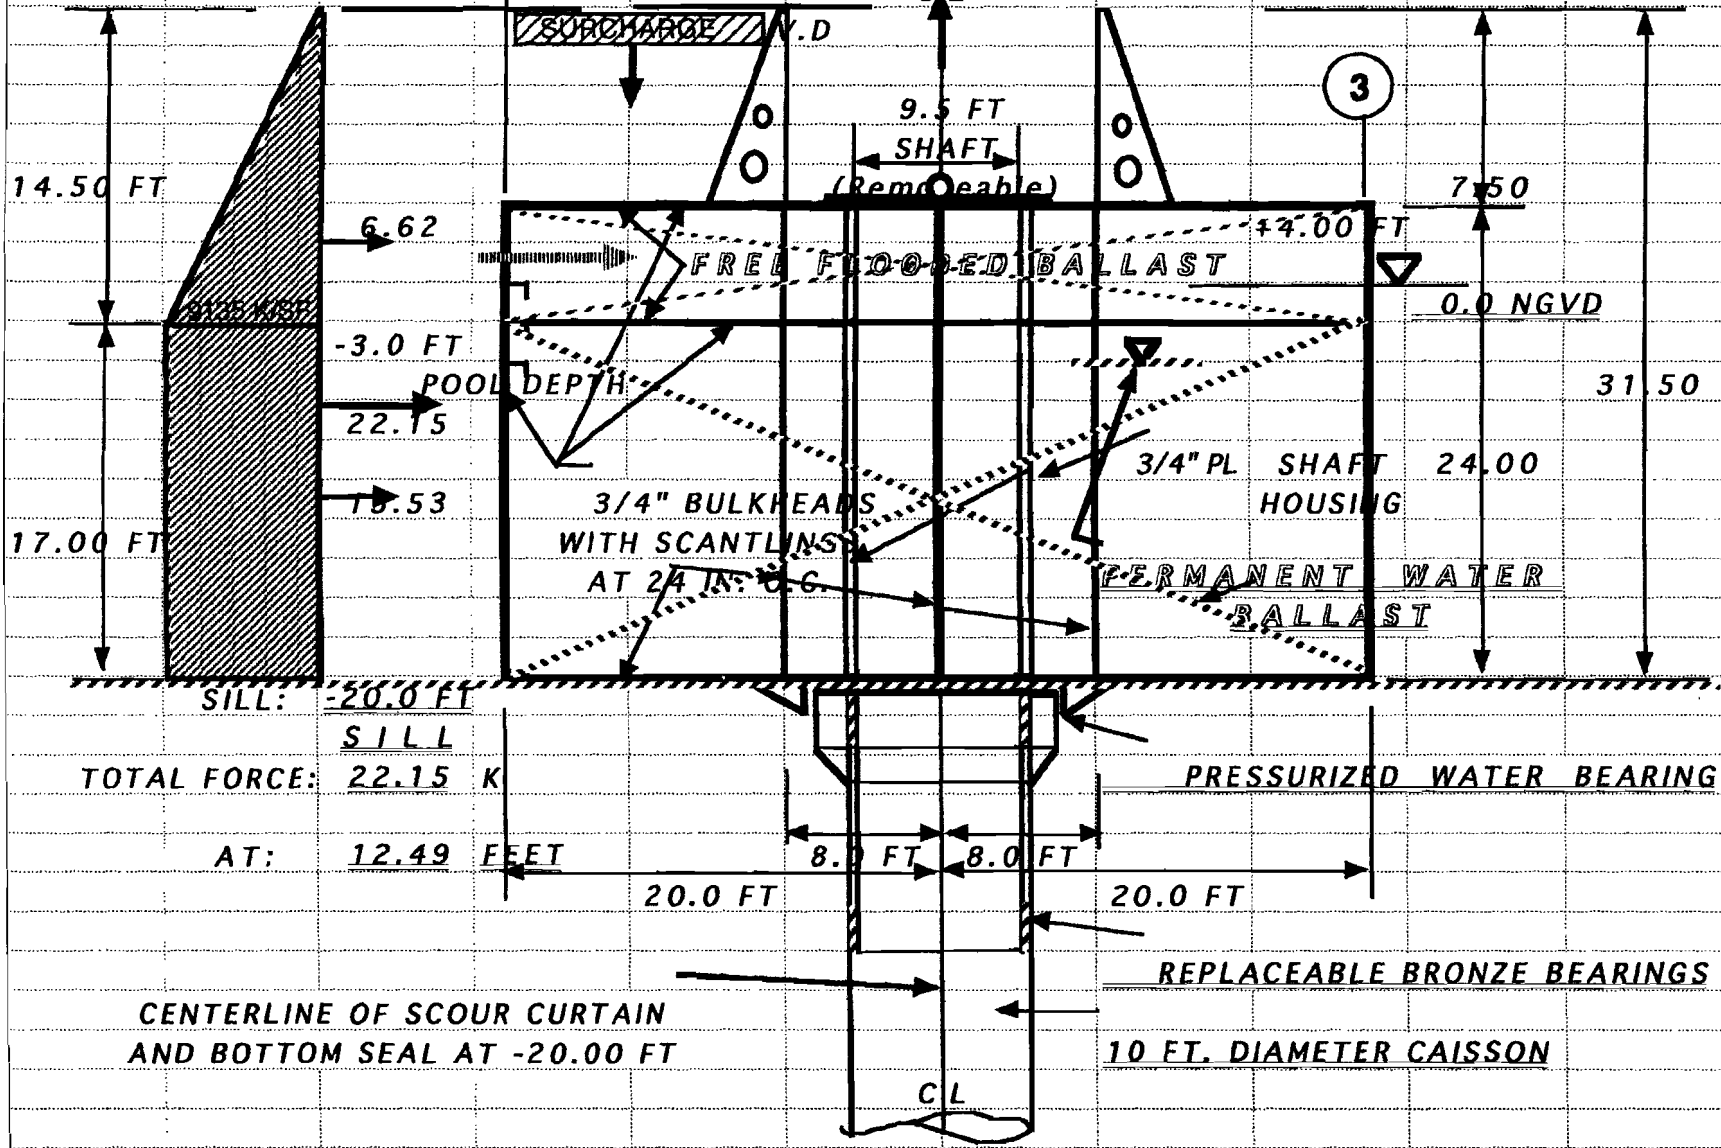 SURCHARGE
V.D
3
9.5 FT
SHAFT
(Removeable)
14.50 FT
7.50
6.62
+4.00 FT
FREE FLOODED BALLAST
0.0 NGVD
-3.0 FT
POOL DEPTH
31.50
22.15
3/4" PL SHAFT
HOUSING
24.00
3/4" BULKHEADS
WITH SCANTLINGS
AT 24 IN. O.C.
17.00 FT
PERMANENT WATER
BALLAST
SILL: -20.0 FT
SILL
TOTAL FORCE: 22.15 K
PRESSURIZED WATER BEARING
AT: 12.49 FEET
8.0 FT
8.0 FT
20.0 FT
20.0 FT
REPLACEABLE BRONZE BEARINGS
CENTERLINE OF SCOUR CURTAIN
AND BOTTOM SEAL AT -20.00 FT
10 FT. DIAMETER CAISSON
CL